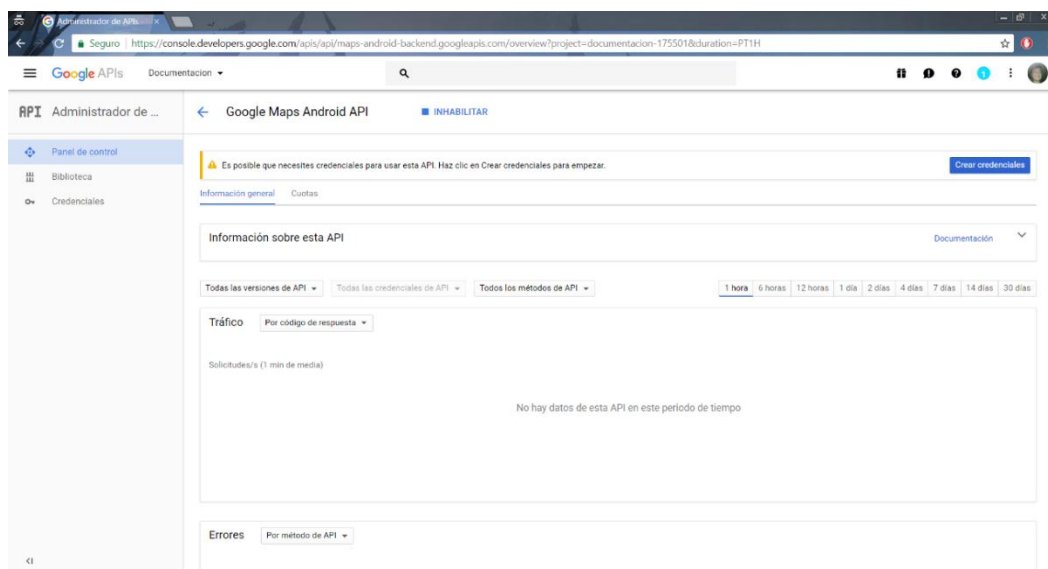 Administrador de APIs
Seguro | https://console.developers.google.com/apis/api/maps-android-backend.googleapis.com/overview?project=documentacion-175501&duration=PT1H
Google APIs Documentacion
1
API Administrador de ... Google Maps Android API INHABILITAR
Panel de control
Biblioteca
Credenciales
Es posible que necesites credenciales para usar esta API. Haz clic en Crear credenciales para empezar. Crear credenciales
Información general Cuotas
Información sobre esta API Documentación
Todas las versiones de API Todas las credenciales de API Todos los métodos de API 1 hora 6 horas 12 horas 1 día 2 días 4 días 7 días 14 días 30 días
Tráfico Por código de respuesta
Solicitudes/s (1 min de media)
No hay datos de esta API en este periodo de tiempo
Errores Por método de API